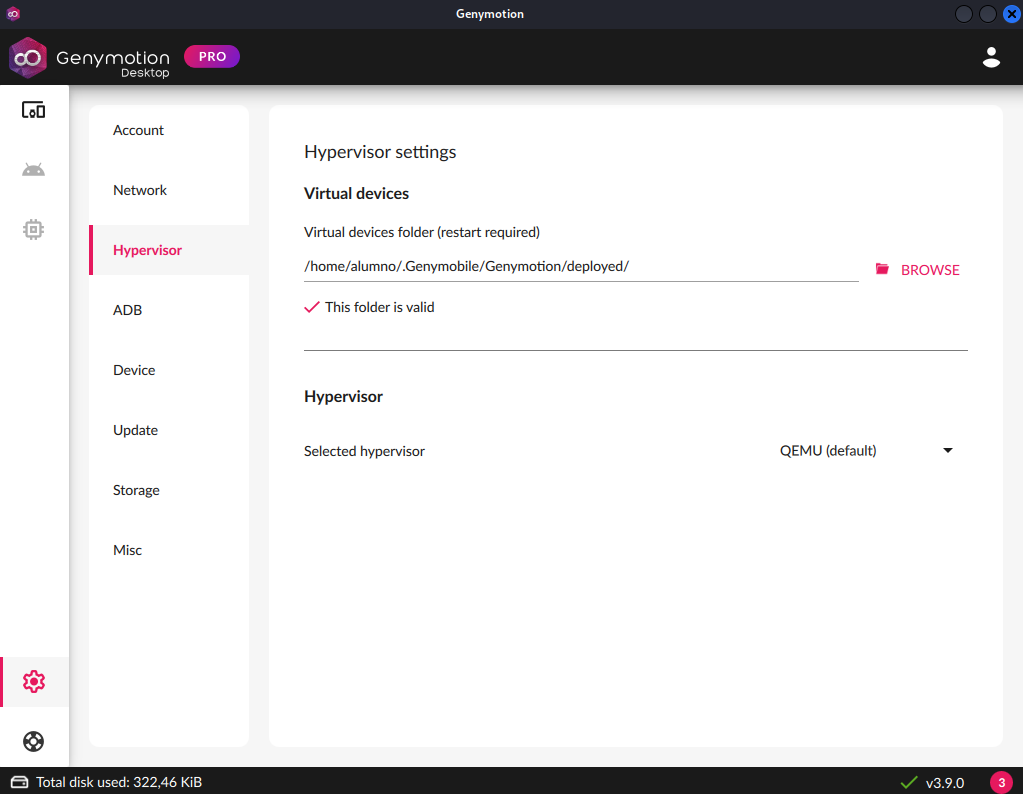 Genymotion
Genymotion
Desktop
PRO
Account
Network
Hypervisor
ADB
Device
Update
Storage
Misc
Hypervisor settings
Virtual devices
Virtual devices folder (restart required)
/home/alumno/.Genymobile/Genymotion/deployed/
BROWSE
This folder is valid
Hypervisor
Selected hypervisor
QEMU (default)
Total disk used: 322,46 KiB
v3.9.0
3